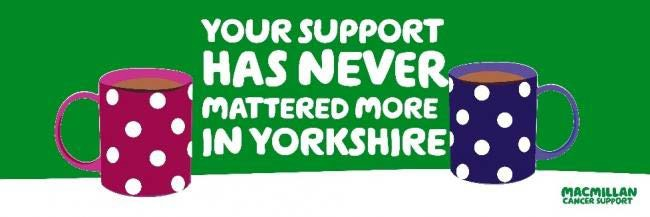 YOUR SUPPORT
HAS NEVER
MATTERED MORE
IN YORKSHIRE
MACMILLAN
CANCER SUPPORT